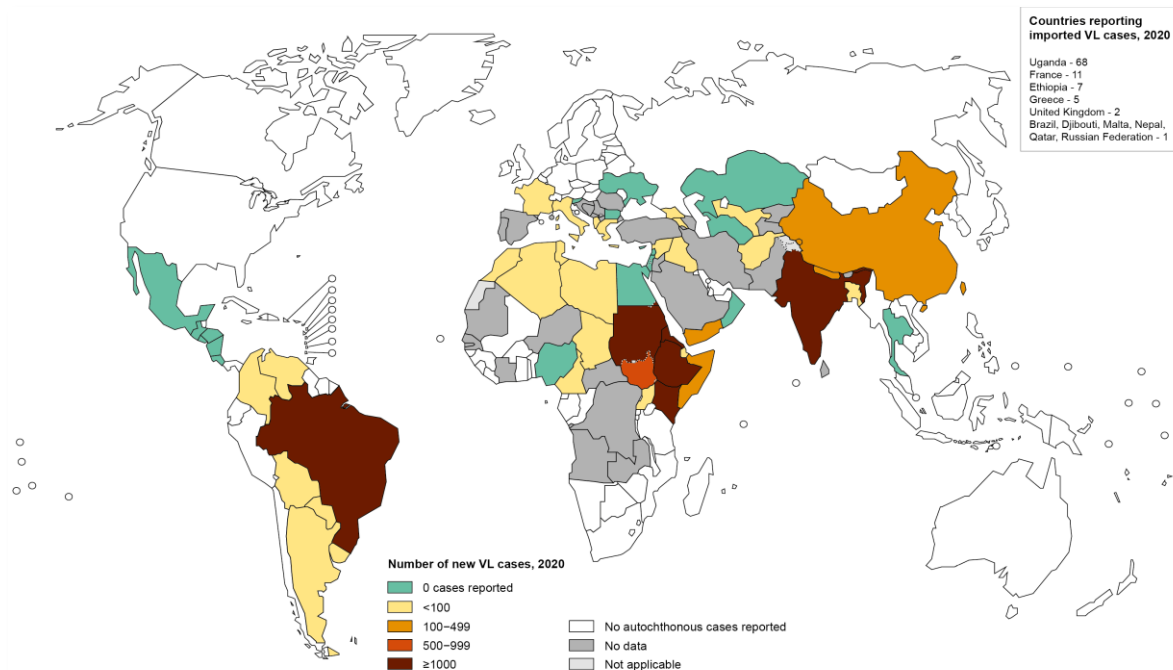 Countries reporting
imported VL cases, 2020
Uganda - 68
France - 11
Ethiopia - 7
Greece - 5
United Kingdom - 2
Brazil, Djibouti, Malta, Nepal,
Qatar, Russian Federation - 1
Number of new VL cases, 2020
0 cases reported
<100
100–499
500–999
≥1000
No autochthonous cases reported
No data
Not applicable